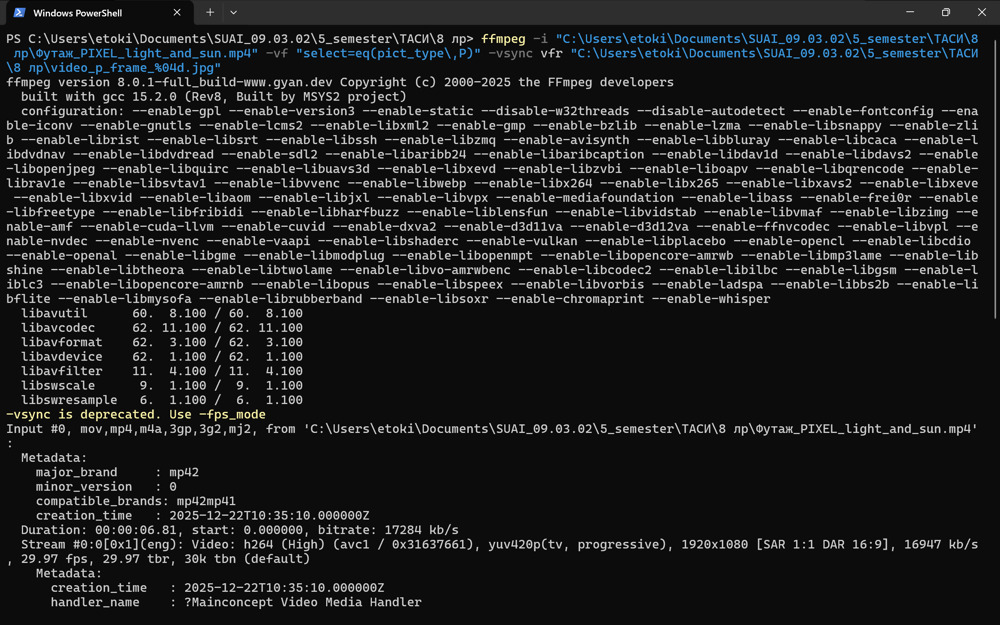 Windows PowerShell
PS C:\Users\etoki\Documents\SUAI_09.03.02\5_semester\ТАСИ\8 лр> ffmpeg -i "C:\Users\etoki\Documents\SUAI_09.03.02\5_semester\ТАСИ\8
 лр\Футаж_PIXEL_light_and_sun.mp4" -vf "select=eq(pict_type\,P)" -vsync vfr "C:\Users\etoki\Documents\SUAI_09.03.02\5_semester\ТАСИ
\8 лр\video_p_frame_%04d.jpg"
ffmpeg version 8.0.1-full_build-www.gyan.dev Copyright (c) 2000-2025 the FFmpeg developers
  built with gcc 15.2.0 (Rev8, Built by MSYS2 project)
  configuration: --enable-gpl --enable-version3 --enable-static --disable-w32threads --disable-autodetect --enable-fontconfig --ena
ble-iconv --enable-gnutls --enable-lcms2 --enable-libxml2 --enable-gmp --enable-bzlib --enable-lzma --enable-libsnappy --enable-zli
b --enable-librist --enable-libsrt --enable-libssh --enable-libzmq --enable-avisynth --enable-libbluray --enable-libcaca --enable-l
ibdvdnav --enable-libdvdread --enable-sdl2 --enable-libaribb24 --enable-libaribcaption --enable-libdav1d --enable-libdavs2 --enable
-libopenjpeg --enable-libquirc --enable-libuavs3d --enable-libxevd --enable-libzvbi --enable-liboapv --enable-libqrencode --enable-
librav1e --enable-libsvtav1 --enable-libvvenc --enable-libwebp --enable-libx264 --enable-libx265 --enable-libxavs2 --enable-libxeve
 --enable-libxvid --enable-libaom --enable-libjxl --enable-libvpx --enable-mediafoundation --enable-libass --enable-frei0r --enable
-libfreetype --enable-libfribidi --enable-libharfbuzz --enable-liblensfun --enable-libvidstab --enable-libvmaf --enable-libzimg --e
nable-amf --enable-cuda-llvm --enable-cuvid --enable-dxva2 --enable-d3d11va --enable-d3d12va --enable-ffnvcodec --enable-libvpl --e
nable-nvdec --enable-nvenc --enable-vaapi --enable-libshaderc --enable-vulkan --enable-libplacebo --enable-opencl --enable-libcdio
--enable-openal --enable-libgme --enable-libmodplug --enable-libopenmpt --enable-libopencore-amrwb --enable-libmp3lame --enable-lib
shine --enable-libtheora --enable-libtwolame --enable-libvo-amrwbenc --enable-libcodec2 --enable-libilbc --enable-libgsm --enable-l
iblc3 --enable-libopencore-amrnb --enable-libopus --enable-libspeex --enable-libvorbis --enable-ladspa --enable-libbs2b --enable-li
bflite --enable-libmysofa --enable-librubberband --enable-libsoxr --enable-chromaprint --enable-whisper
  libavutil      60.  8.100 / 60.  8.100
  libavcodec     62. 11.100 / 62. 11.100
  libavformat    62.  3.100 / 62.  3.100
  libavdevice    62.  1.100 / 62.  1.100
  libavfilter    11.  4.100 / 11.  4.100
  libswscale      9.  1.100 /  9.  1.100
  libswresample   6.  1.100 /  6.  1.100
-vsync is deprecated. Use -fps_mode
Input #0, mov,mp4,m4a,3gp,3g2,mj2, from 'C:\Users\etoki\Documents\SUAI_09.03.02\5_semester\ТАСИ\8 лр\Футаж_PIXEL_light_and_sun.mp4'
:
  Metadata:
    major_brand     : mp42
    minor_version   : 0
    compatible_brands: mp42mp41
    creation_time   : 2025-12-22T10:35:10.000000Z
  Duration: 00:00:06.81, start: 0.000000, bitrate: 17284 kb/s
  Stream #0:0[0x1](eng): Video: h264 (High) (avc1 / 0x31637661), yuv420p(tv, progressive), 1920x1080 [SAR 1:1 DAR 16:9], 16947 kb/s
, 29.97 fps, 29.97 tbr, 30k tbn (default)
    Metadata:
      creation_time   : 2025-12-22T10:35:10.000000Z
      handler_name    : ?Mainconcept Video Media Handler